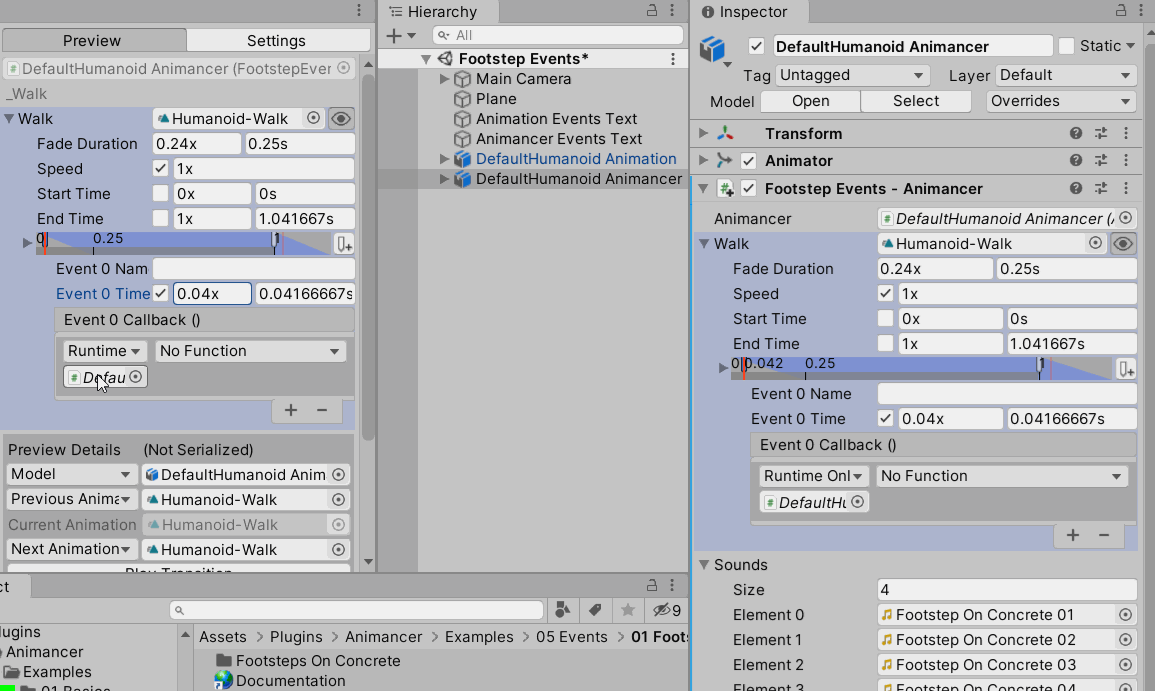 Preview
Settings
DefaultHumanoid Animancer (FootstepEver
_Walk
Walk
Humanoid-Walk
Fade Duration
0.24x
0.25s
Speed
1x
Start Time
0x
0s
End Time
1x
1.041667s
0
0.25
1
Event 0 Nam
Event 0 Time
0.04x
0.04166667s
Event 0 Callback ()
Runtime
No Function
Defau
+
−
Preview Details
(Not Serialized)
Model
DefaultHumanoid Anim
Previous Anima
Humanoid-Walk
Current Animation
Humanoid-Walk
Next Animation
Humanoid-Walk
Play Transition
Hierarchy
All
Footstep Events*
Main Camera
Plane
Animation Events Text
Animancer Events Text
DefaultHumanoid Animation
DefaultHumanoid Animancer
Inspector
DefaultHumanoid Animancer
Static
Tag
Untagged
Layer
Default
Model
Open
Select
Overrides
Transform
Animator
Footstep Events - Animancer
Animancer
DefaultHumanoid Animancer (A
Walk
Humanoid-Walk
Fade Duration
0.24x
0.25s
Speed
1x
Start Time
0x
0s
End Time
1x
1.041667s
0
0.042
0.25
1
Event 0 Name
Event 0 Time
0.04x
0.04166667s
Event 0 Callback ()
Runtime Onl
No Function
DefaultHu
+
−
Sounds
Size
4
Element 0
Footstep On Concrete 01
Element 1
Footstep On Concrete 02
Element 2
Footstep On Concrete 03
Element 3
Footstep On Concrete 04
ct
9
lugins
Animancer
Examples
01 Basics
Assets > Plugins > Animancer > Examples > 05 Events > 01 Foots
Footsteps On Concrete
Documentation